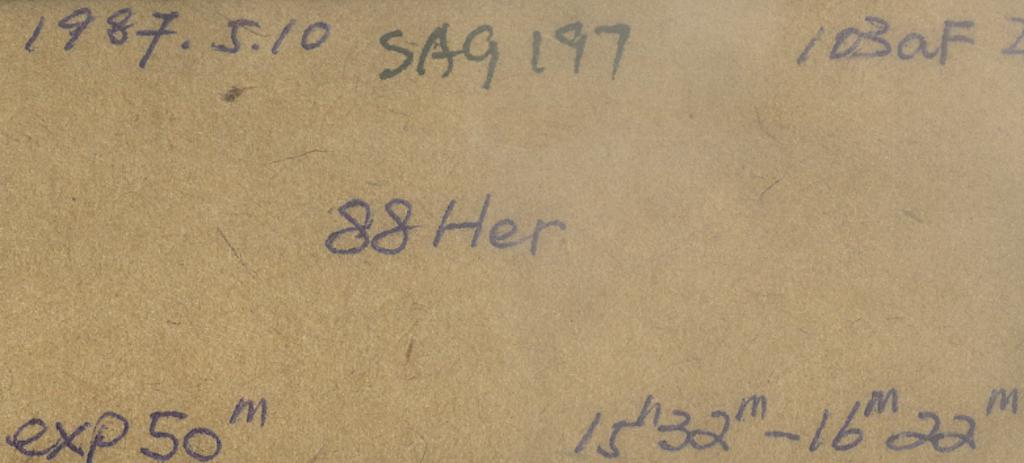 1987.5.10 SAG 197 103aF
88 Her
exp 50ᵐ 15ʰ32ᵐ-16ᵐ22ᵐ